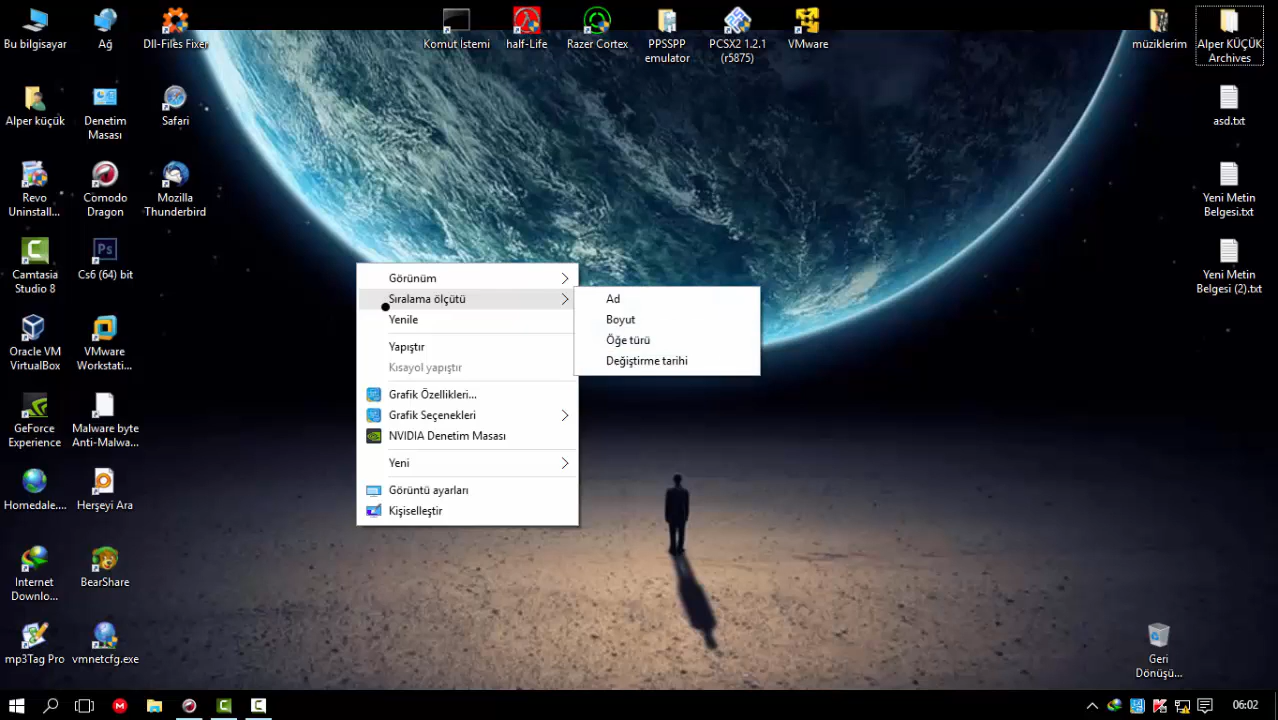 Bu bilgisayar
Ağ
Dll-Files Fixer
Komut İstemi
half-Life
Razer Cortex
PPSSPP
emulator
PCSX2 1.2.1
(r5875)
VMware
müziklerim
Alper KÜÇÜK
Archives
Alper küçük
Denetim
Masası
Safari
asd.txt
Revo
Uninstall...
Comodo
Dragon
Mozilla
Thunderbird
Yeni Metin
Belgesi.txt
Camtasia
Studio 8
Ps
Cs6 (64) bit
Yeni Metin
Belgesi (2).txt
Görünüm
Sıralama ölçütü
Yenile
Yapıştır
Kısayol yapıştır
Grafik Özellikleri...
Grafik Seçenekleri
NVIDIA Denetim Masası
Yeni
Görüntü ayarları
Kişiselleştir
Ad
Boyut
Öğe türü
Değiştirme tarihi
Oracle VM
VirtualBox
VMware
Workstati...
GeForce
Experience
Malware byte
Anti-Malwa...
Homedale....
Herşeyi Ara
Internet
Downlo...
BearShare
mp3Tag Pro
vmnetcfg.exe
Geri
Dönüşü...
06:02